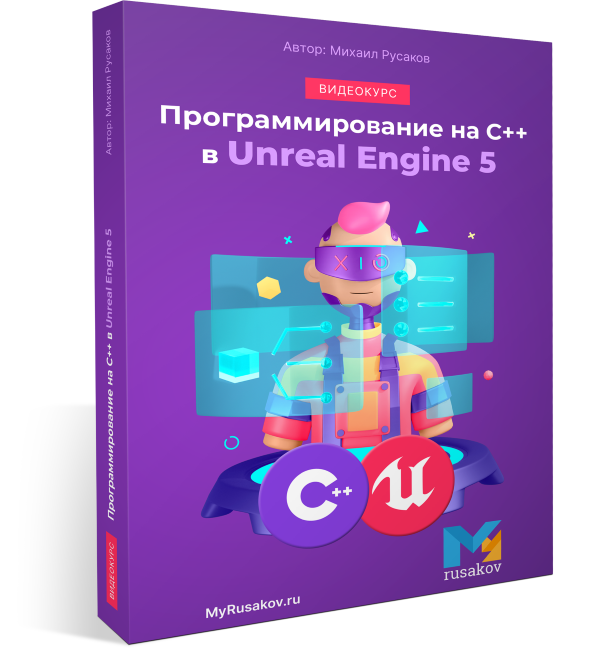 Автор: Михаил Русаков
ВИДЕОКУРС
Программирование на C++
в Unreal Engine 5
X I O
C++
rusakov
MyRusakov.ru
Автор: Михаил Русаков
Программирование на C++ в Unreal Engine 5
ВИДЕОКУРС